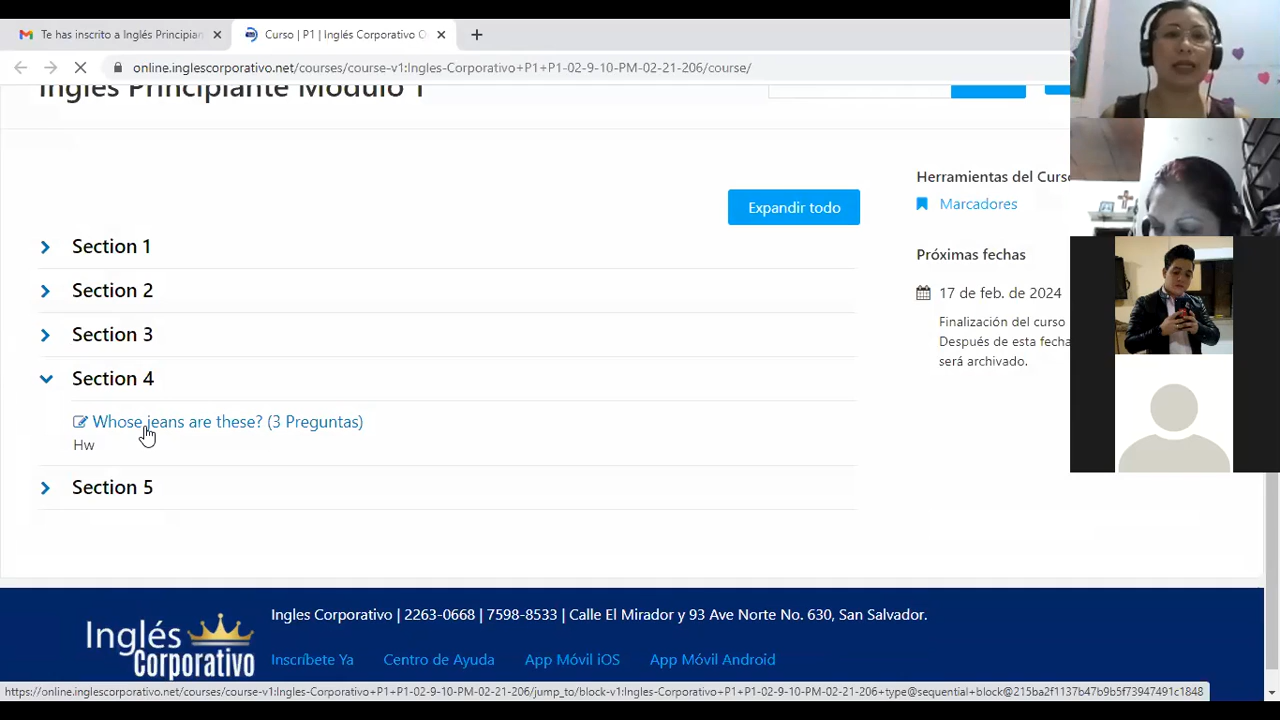 Te has inscrito a Inglés Principian
Curso | P1 | Inglés Corporativo O
online.inglescorporativo.net/courses/course-v1:Ingles-Corporativo+P1+P1-02-9-10-PM-02-21-206/course/
Inglés Principiante Módulo 1
Expandir todo
Section 1
Section 2
Section 3
Section 4
Whose jeans are these? (3 Preguntas)
Hw
Section 5
Herramientas del Curso
Marcadores
Próximas fechas
17 de feb. de 2024
Finalización del curso
Después de esta fecha
será archivado.
Inglés
Corporativo
Ingles Corporativo | 2263-0668 | 7598-8533 | Calle El Mirador y 93 Ave Norte No. 630, San Salvador.
Inscríbete Ya
Centro de Ayuda
App Móvil iOS
App Móvil Android
https://online.inglescorporativo.net/courses/course-v1:Ingles-Corporativo+P1+P1-02-9-10-PM-02-21-206/jump_to/block-v1:Ingles-Corporativo+P1+P1-02-9-10-PM-02-21-206+type@sequential+block@215ba2f1137b47b9b5f73947491c1848